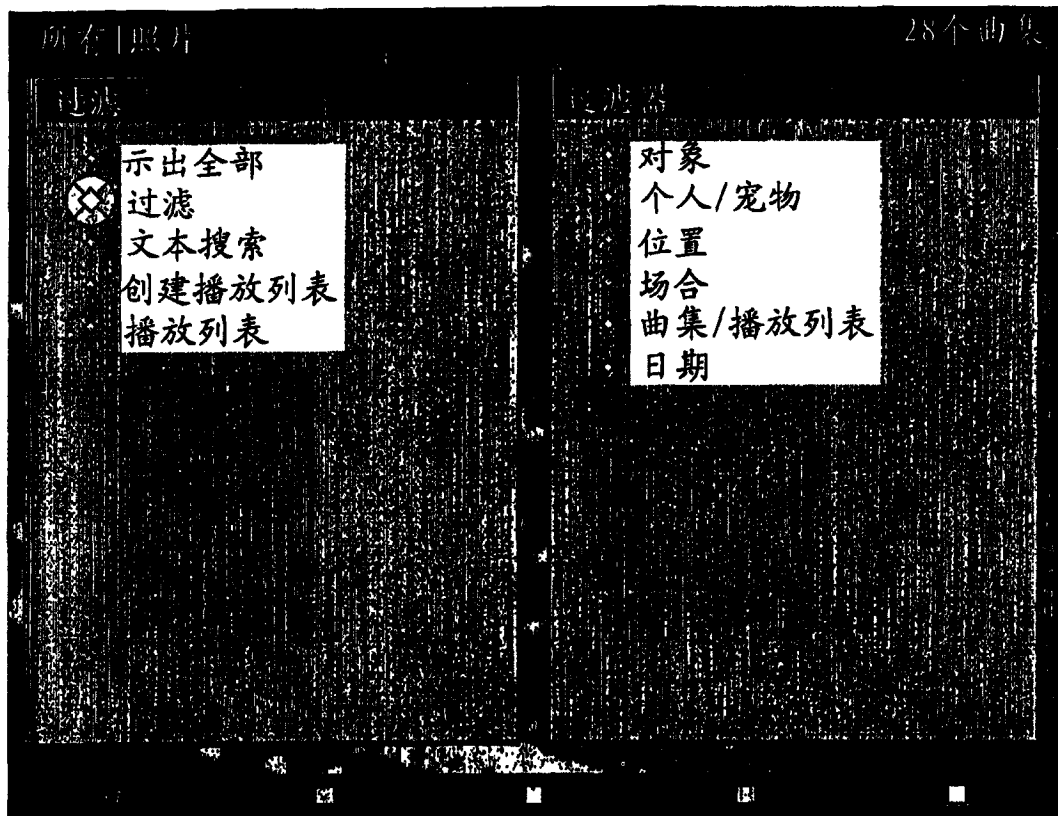 所有|照片
28个曲集
过滤
过滤器
示出全部
过滤
文本搜索
创建播放列表
播放列表
对象
个人/宠物
位置
场合
曲集/播放列表
日期